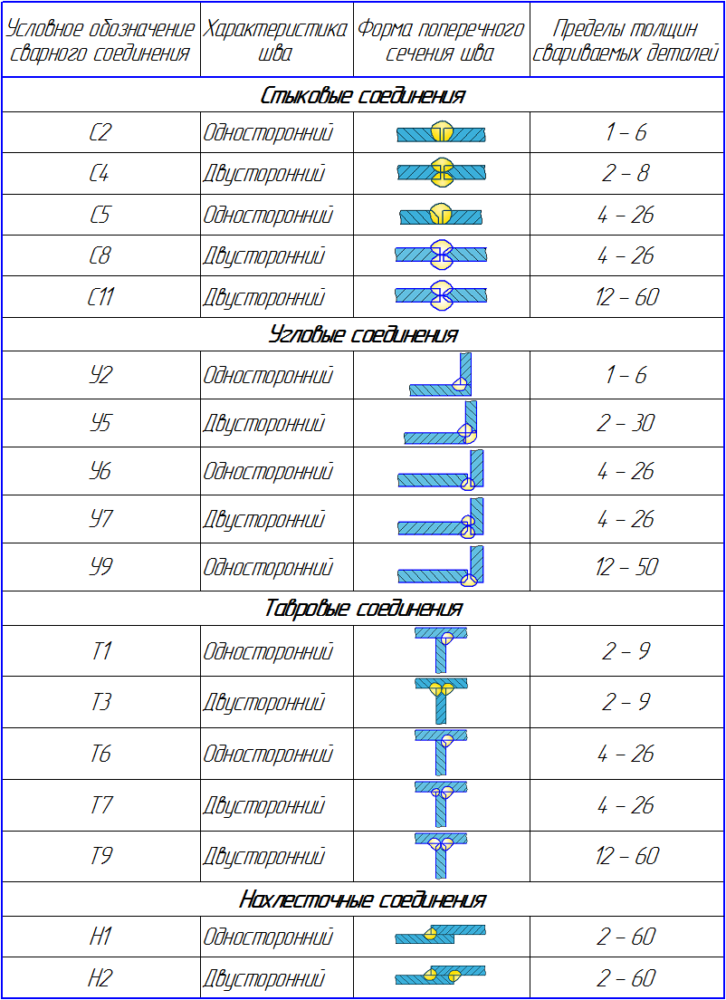 Условное обозначение сварного соединения
Характеристика шва
Форма поперечного сечения шва
Пределы толщин свариваемых деталей
Стыковые соединения
С2 Односторонний 1 – 6
С4 Двусторонний 2 – 8
С5 Односторонний 4 – 26
С8 Двусторонний 4 – 26
С11 Двусторонний 12 – 60
Угловые соединения
У2 Односторонний 1 – 6
У5 Двусторонний 2 – 30
У6 Односторонний 4 – 26
У7 Двусторонний 4 – 26
У9 Односторонний 12 – 50
Тавровые соединения
Т1 Односторонний 2 – 9
Т3 Двусторонний 2 – 9
Т6 Односторонний 4 – 26
Т7 Двусторонний 4 – 26
Т9 Двусторонний 12 – 60
Нахлесточные соединения
Н1 Односторонний 2 – 60
Н2 Двусторонний 2 – 60